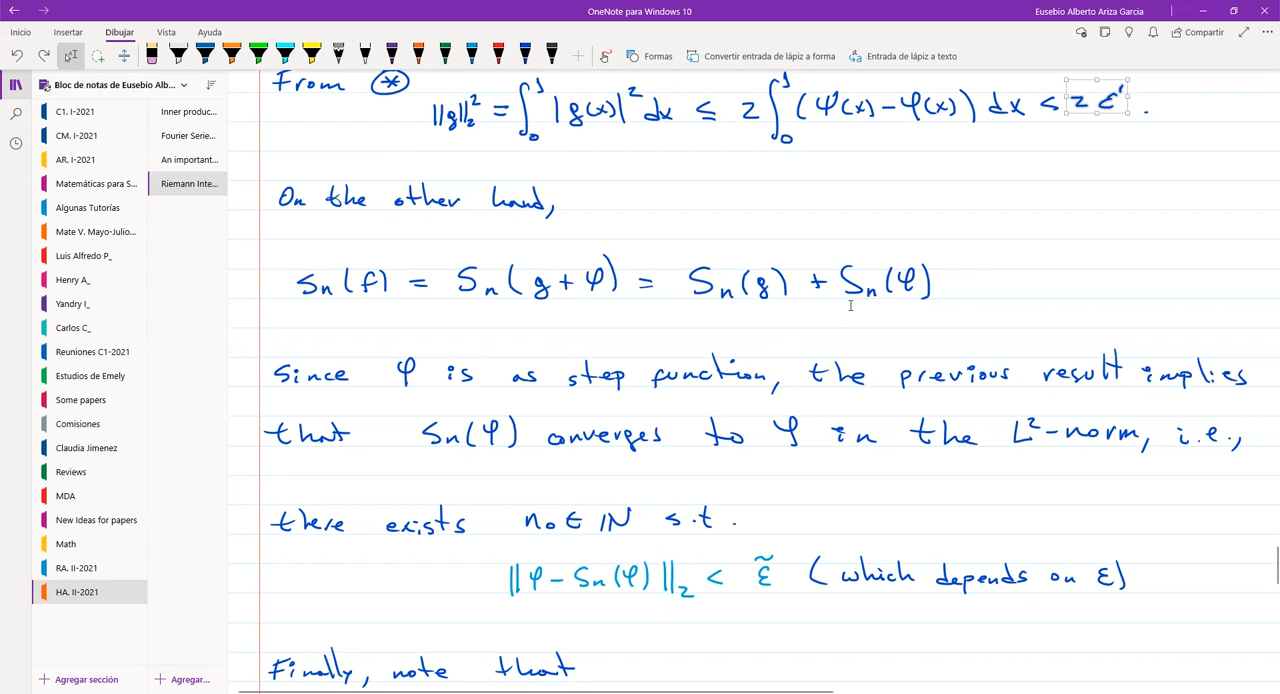 OneNote para Windows 10
Eusebio Alberto Ariza Garcia
Inicio
Insertar
Dibujar
Vista
Ayuda
Compartir
Formas
Convertir entrada de lápiz a forma
Entrada de lápiz a texto
Bloc de notas de Eusebio Alb...
C1. I-2021
CM. I-2021
AR. I-2021
Matemáticas para S...
Algunas Tutorías
Mate V. Mayo-Julio...
Luis Alfredo P_
Henry A_
Yandry I_
Carlos C_
Reuniones C1-2021
Estudios de Emely
Some papers
Comisiones
Claudia Jimenez
Reviews
MDA
New Ideas for papers
Math
RA. II-2021
HA. II-2021
Agregar sección
Inner produc...
Fourier Serie...
An important...
Riemann Inte...
Agregar...
From (*)
||g||₂² = ∫₀¹ |g(x)|² dx ≤ 2 ∫₀¹ (ψ(x) - φ(x)) dx ≤ 2 ε' .
On the other hand,
Sn(f) = Sn(g + φ) = Sn(g) + Sn(φ)
Since φ is as step function, the previous result implies
that Sn(φ) converges to φ in the L²-norm, i.e.,
there exists n₀ ∈ ℕ s.t.
||φ - Sn(φ)||₂ < ε̃ (which depends on ε)
Finally, note that